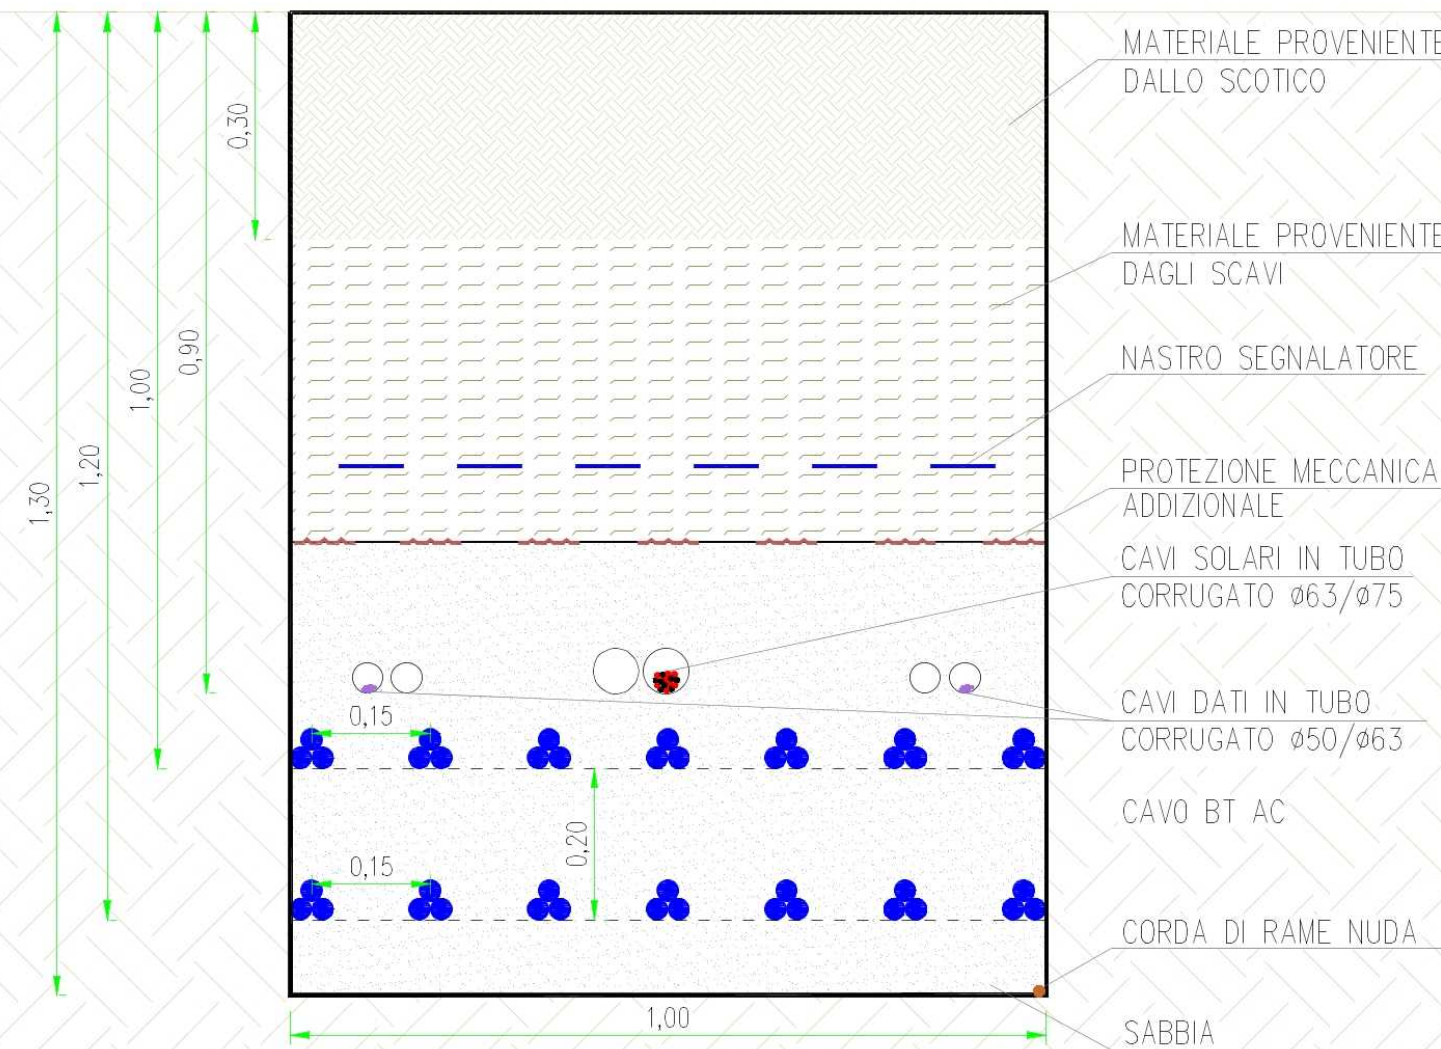 MATERIALE PROVENIENTE
DALLO SCOTICO
0,30
MATERIALE PROVENIENTE
DAGLI SCAVI
0,90
NASTRO SEGNALATORE
1,00
1,20
PROTEZIONE MECCANICA
ADDIZIONALE
1,30
CAVI SOLARI IN TUBO
CORRUGATO ø63/ø75
CAVI DATI IN TUBO
CORRUGATO ø50/ø63
0,15
CAVO BT AC
0,20
0,15
CORDA DI RAME NUDA
1,00
SABBIA